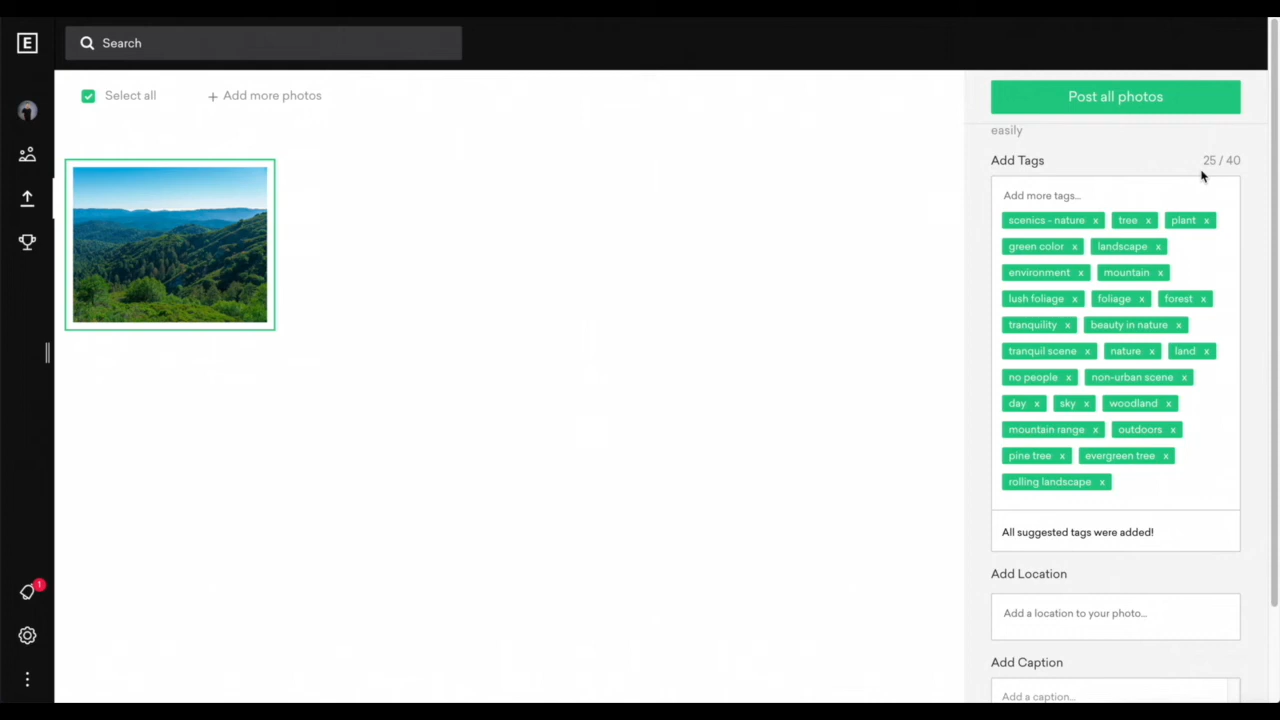 E
Search
Select all
+ Add more photos
Post all photos
easily
Add Tags 25 / 40
Add more tags...
scenics - nature x tree x plant x
green color x landscape x
environment x mountain x
lush foliage x foliage x forest x
tranquility x beauty in nature x
tranquil scene x nature x land x
no people x non-urban scene x
day x sky x woodland x
mountain range x outdoors x
pine tree x evergreen tree x
rolling landscape x
All suggested tags were added!
Add Location
Add a location to your photo...
Add Caption
Add a caption...
1